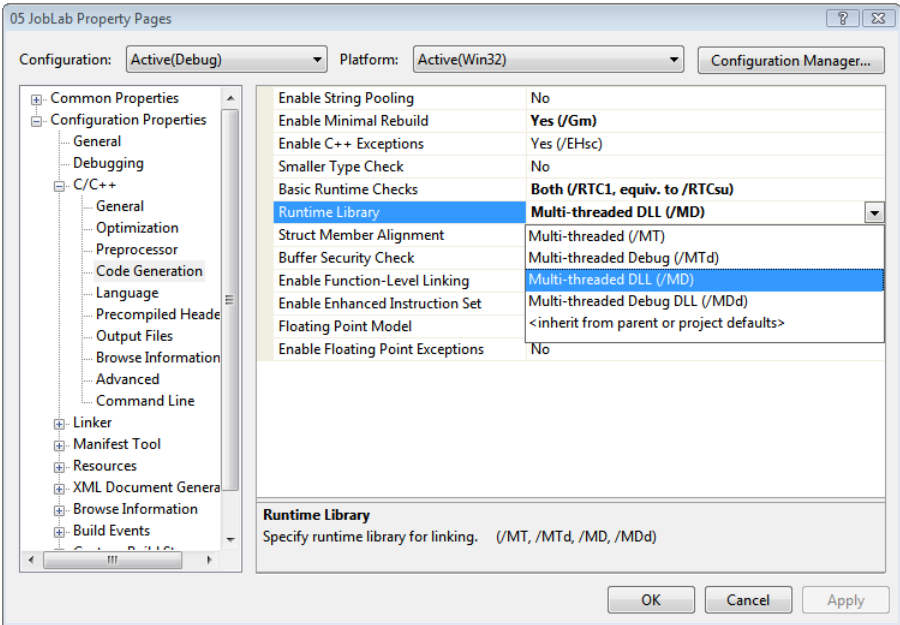 05 JobLab Property Pages
Configuration: Active(Debug) Platform: Active(Win32) Configuration Manager...
Common Properties
Configuration Properties
General
Debugging
C/C++
General
Optimization
Preprocessor
Code Generation
Language
Precompiled Heade
Output Files
Browse Information
Advanced
Command Line
Linker
Manifest Tool
Resources
XML Document Genera
Browse Information
Build Events
Enable String Pooling No
Enable Minimal Rebuild Yes (/Gm)
Enable C++ Exceptions Yes (/EHsc)
Smaller Type Check No
Basic Runtime Checks Both (/RTC1, equiv. to /RTCsu)
Runtime Library Multi-threaded DLL (/MD)
Struct Member Alignment Multi-threaded (/MT)
Buffer Security Check Multi-threaded Debug (/MTd)
Enable Function-Level Linking Multi-threaded DLL (/MD)
Enable Enhanced Instruction Set Multi-threaded Debug DLL (/MDd)
Floating Point Model <inherit from parent or project defaults>
Enable Floating Point Exceptions No
Runtime Library
Specify runtime library for linking. (/MT, /MTd, /MD, /MDd)
OK Cancel Apply